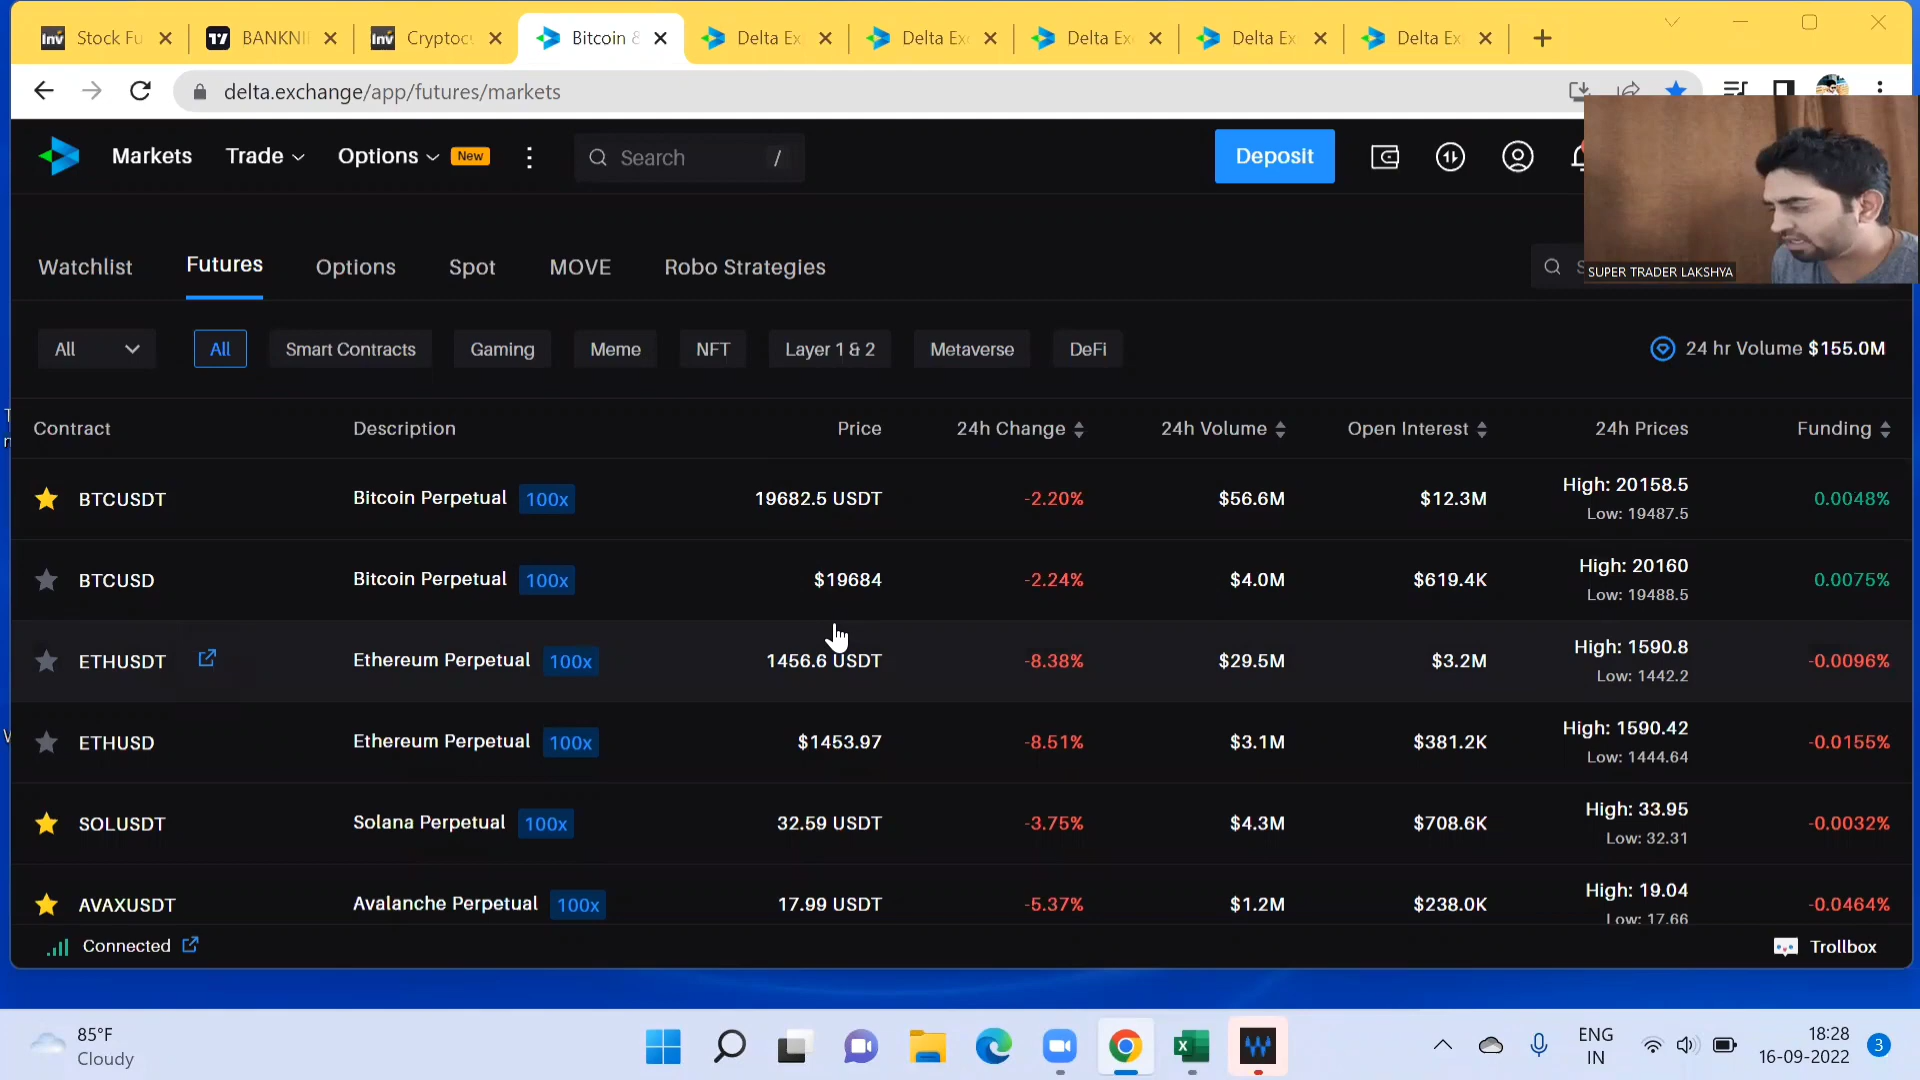 Stock Fu
BANKNI
Cryptoc
Bitcoin &
Delta Ex
Delta Ex
Delta Ex
Delta Ex
Delta Ex
delta.exchange/app/futures/markets
Markets
Trade
Options
New
Search
/
Deposit
Watchlist
Futures
Options
Spot
MOVE
Robo Strategies
SUPER TRADER LAKSHYA
All
All
Smart Contracts
Gaming
Meme
NFT
Layer 1 & 2
Metaverse
DeFi
24 hr Volume $155.0M
Contract Description Price 24h Change 24h Volume Open Interest 24h Prices Funding
BTCUSDT Bitcoin Perpetual 100x 19682.5 USDT -2.20% $56.6M $12.3M High: 20158.5 0.0048%
Low: 19487.5
BTCUSD Bitcoin Perpetual 100x $19684 -2.24% $4.0M $619.4K High: 20160 0.0075%
Low: 19488.5
ETHUSDT Ethereum Perpetual 100x 1456.6 USDT -8.38% $29.5M $3.2M High: 1590.8 -0.0096%
Low: 1442.2
ETHUSD Ethereum Perpetual 100x $1453.97 -8.51% $3.1M $381.2K High: 1590.42 -0.0155%
Low: 1444.64
SOLUSDT Solana Perpetual 100x 32.59 USDT -3.75% $4.3M $708.6K High: 33.95 -0.0032%
Low: 32.31
AVAXUSDT Avalanche Perpetual 100x 17.99 USDT -5.37% $1.2M $238.0K High: 19.04 -0.0464%
Low: 17.66
Connected
Trollbox
85°F
Cloudy
ENG
IN
18:28
16-09-2022
3